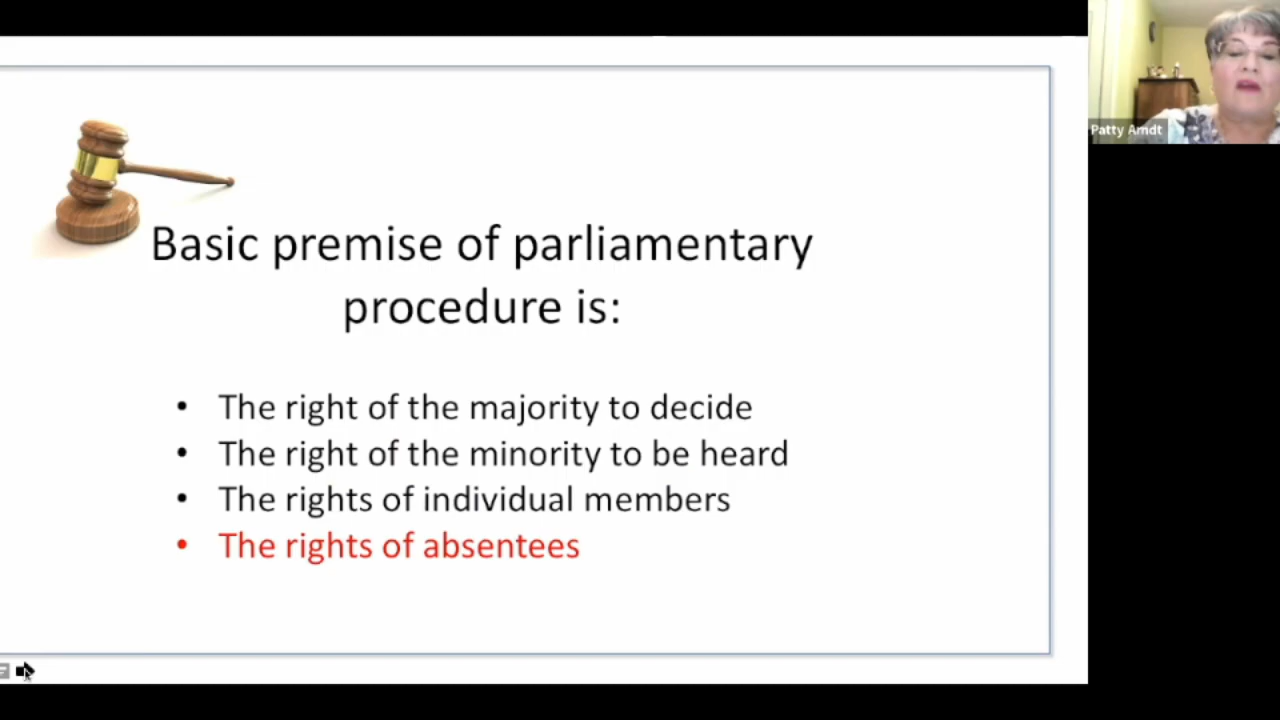 Basic premise of parliamentary
procedure is:
• The right of the majority to decide
• The right of the minority to be heard
• The rights of individual members
• The rights of absentees
Patty Arndt